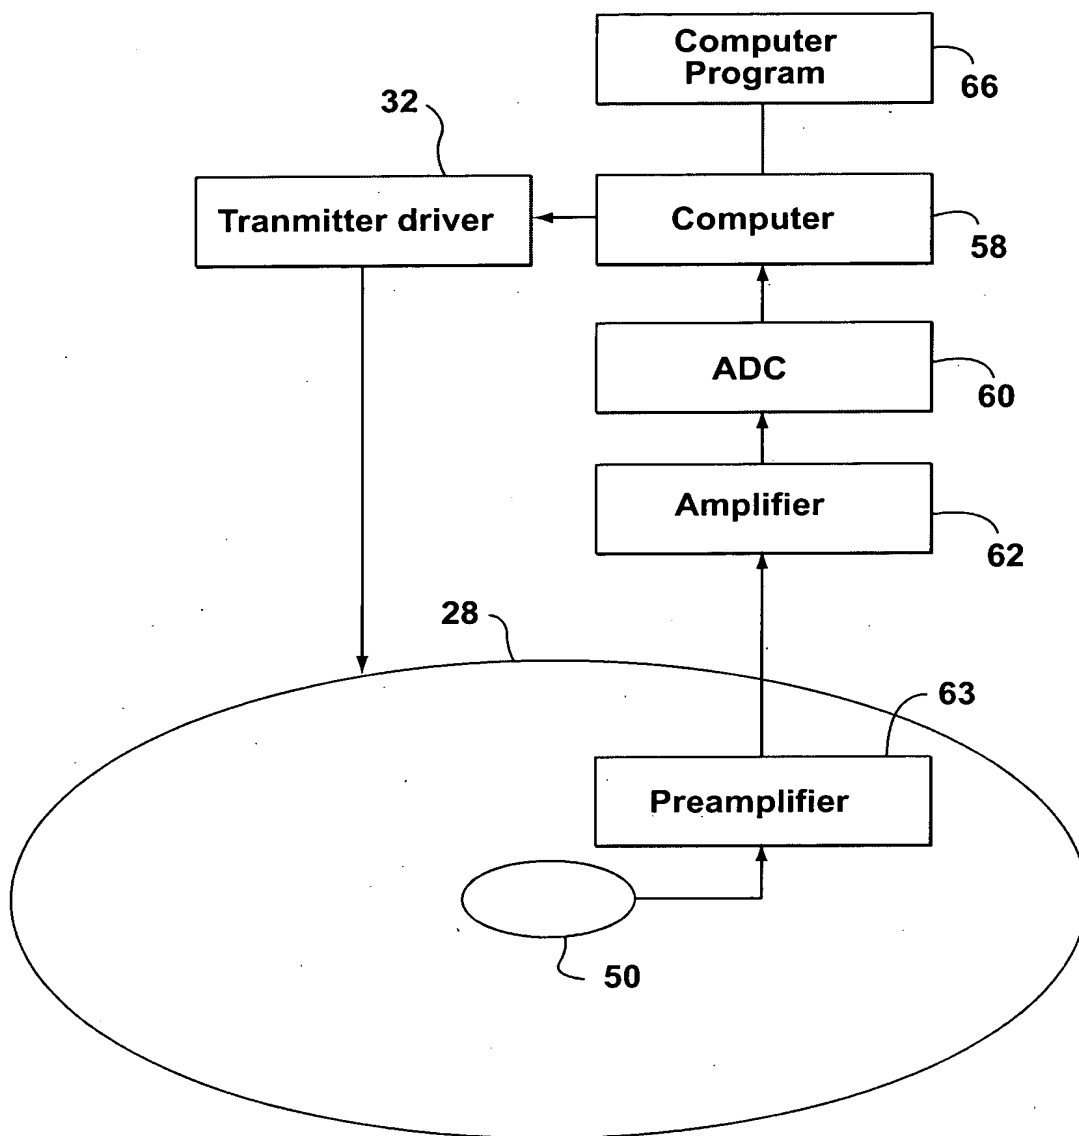 Computer
Program
66
32
Tranmitter driver
Computer
58
ADC
60
Amplifier
62
28
63
Preamplifier
50